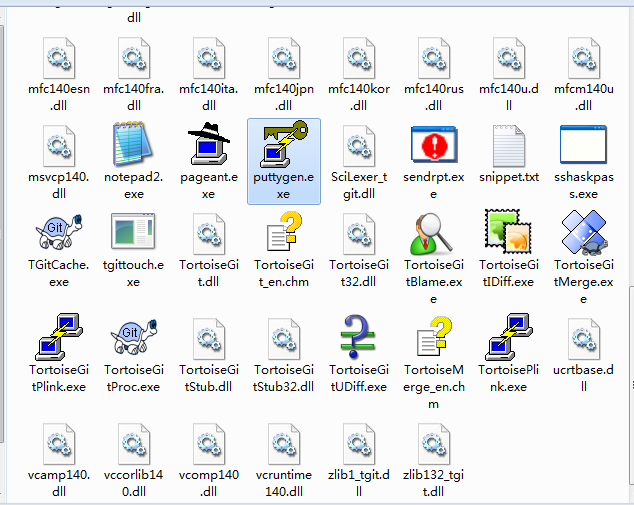 dll
mfc140esn.dll
mfc140fra.dll
mfc140ita.dll
mfc140jpn.dll
mfc140kor.dll
mfc140rus.dll
mfc140u.dll
mfcm140u.dll
msvcp140.dll
notepad2.exe
pageant.exe
puttygen.exe
SciLexer_tgit.dll
sendrpt.exe
snippet.txt
sshaskpass.exe
TGitCache.exe
tgittouch.exe
TortoiseGit.dll
TortoiseGit_en.chm
TortoiseGit32.dll
TortoiseGitBlame.exe
TortoiseGitIDiff.exe
TortoiseGitMerge.exe
TortoiseGitPlink.exe
TortoiseGitProc.exe
TortoiseGitStub.dll
TortoiseGitStub32.dll
TortoiseGitUDiff.exe
TortoiseMerge_en.chm
TortoisePlink.exe
ucrtbase.dll
vcamp140.dll
vccorlib140.dll
vcomp140.dll
vcruntime140.dll
zlib1_tgit.dll
zlib132_tgit.dll